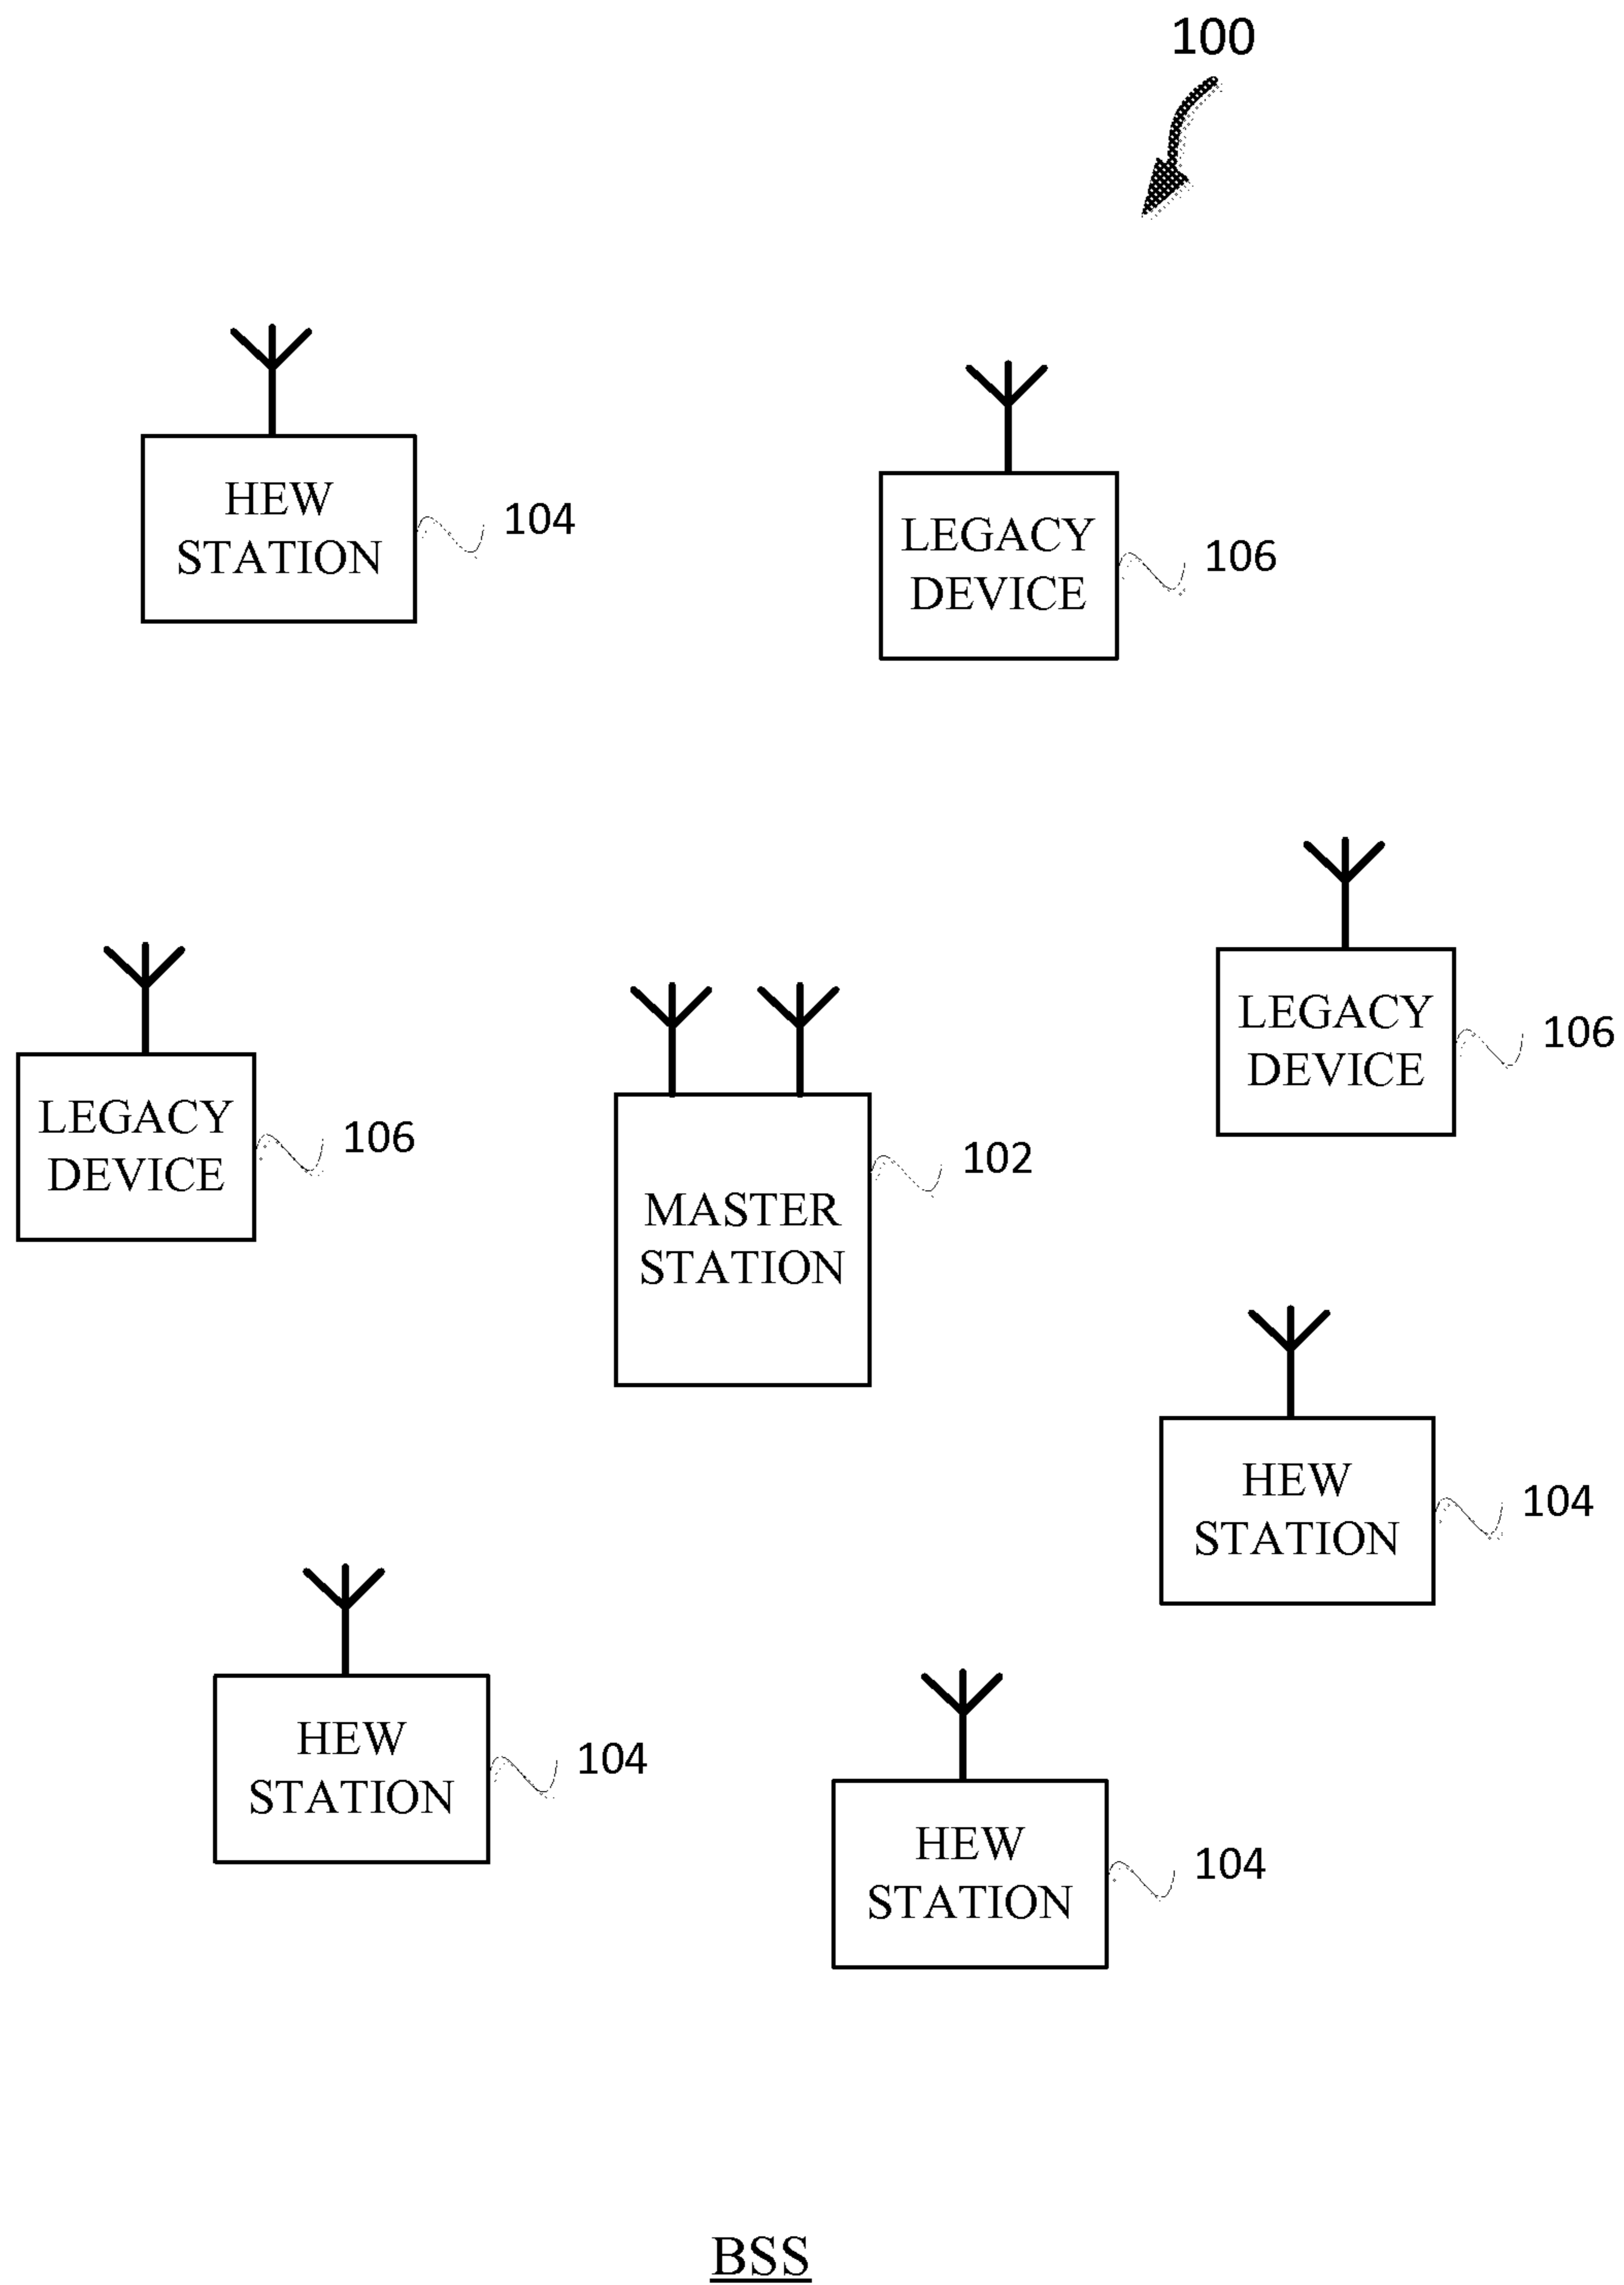 100
HEW
STATION
104
LEGACY
DEVICE
106
LEGACY
DEVICE
106
LEGACY
DEVICE
106
MASTER
STATION
102
HEW
STATION
104
HEW
STATION
104
HEW
STATION
104
BSS